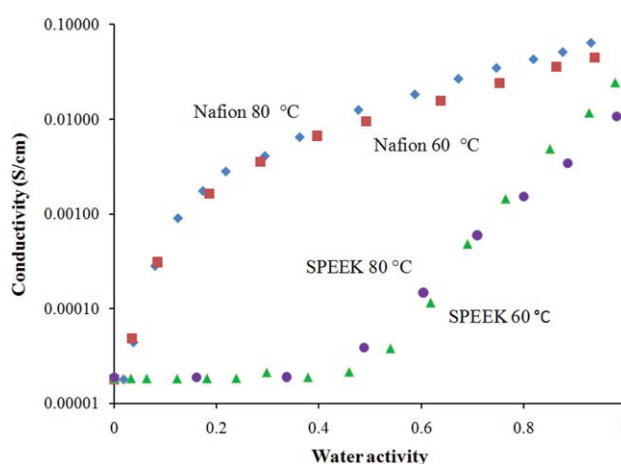 0.10000
0.01000
0.00100
0.00010
0.00001
Conductivity (S/cm)
Nafion 80 °C
Nafion 60 °C
SPEEK 80 °C
SPEEK 60 °C
0 0.2 0.4 0.6 0.8
Water activity